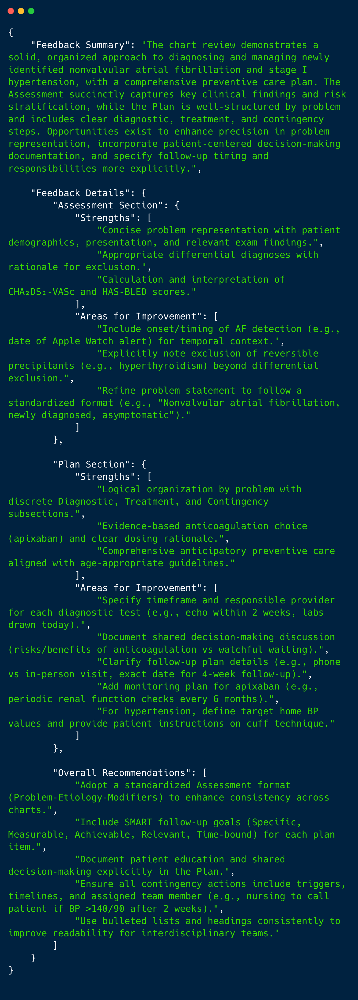 {
    "Feedback Summary": "The chart review demonstrates a
solid, organized approach to diagnosing and managing newly
identified nonvalvular atrial fibrillation and stage I
hypertension, with a comprehensive preventive care plan. The
Assessment succinctly captures key clinical findings and risk
stratification, while the Plan is well-structured by problem
and includes clear diagnostic, treatment, and contingency
steps. Opportunities exist to enhance precision in problem
representation, incorporate patient-centered decision-making
documentation, and specify follow-up timing and
responsibilities more explicitly.",

    "Feedback Details": {
        "Assessment Section": {
            "Strengths": [
                "Concise problem representation with patient
demographics, presentation, and relevant exam findings.",
                "Appropriate differential diagnoses with
rationale for exclusion.",
                "Calculation and interpretation of
CHA₂DS₂-VASc and HAS-BLED scores."
            ],
            "Areas for Improvement": [
                "Include onset/timing of AF detection (e.g.,
date of Apple Watch alert) for temporal context.",
                "Explicitly note exclusion of reversible
precipitants (e.g., hyperthyroidism) beyond differential
exclusion.",
                "Refine problem statement to follow a
standardized format (e.g., “Nonvalvular atrial fibrillation,
newly diagnosed, asymptomatic”)."
            ]
        },

        "Plan Section": {
            "Strengths": [
                "Logical organization by problem with
discrete Diagnostic, Treatment, and Contingency
subsections.",
                "Evidence-based anticoagulation choice
(apixaban) and clear dosing rationale.",
                "Comprehensive anticipatory preventive care
aligned with age-appropriate guidelines."
            ],
            "Areas for Improvement": [
                "Specify timeframe and responsible provider
for each diagnostic test (e.g., echo within 2 weeks, labs
drawn today).",
                "Document shared decision-making discussion
(risks/benefits of anticoagulation vs watchful waiting).",
                "Clarify follow-up plan details (e.g., phone
vs in-person visit, exact date for 4-week follow-up).",
                "Add monitoring plan for apixaban (e.g.,
periodic renal function checks every 6 months).",
                "For hypertension, define target home BP
values and provide patient instructions on cuff technique."
            ]
        },

        "Overall Recommendations": [
            "Adopt a standardized Assessment format
(Problem-Etiology-Modifiers) to enhance consistency across
charts.",
            "Include SMART follow-up goals (Specific,
Measurable, Achievable, Relevant, Time-bound) for each plan
item.",
            "Document patient education and shared
decision-making explicitly in the Plan.",
            "Ensure all contingency actions include triggers,
timelines, and assigned team member (e.g., nursing to call
patient if BP >140/90 after 2 weeks).",
            "Use bulleted lists and headings consistently to
improve readability for interdisciplinary teams."
        ]
    }
}